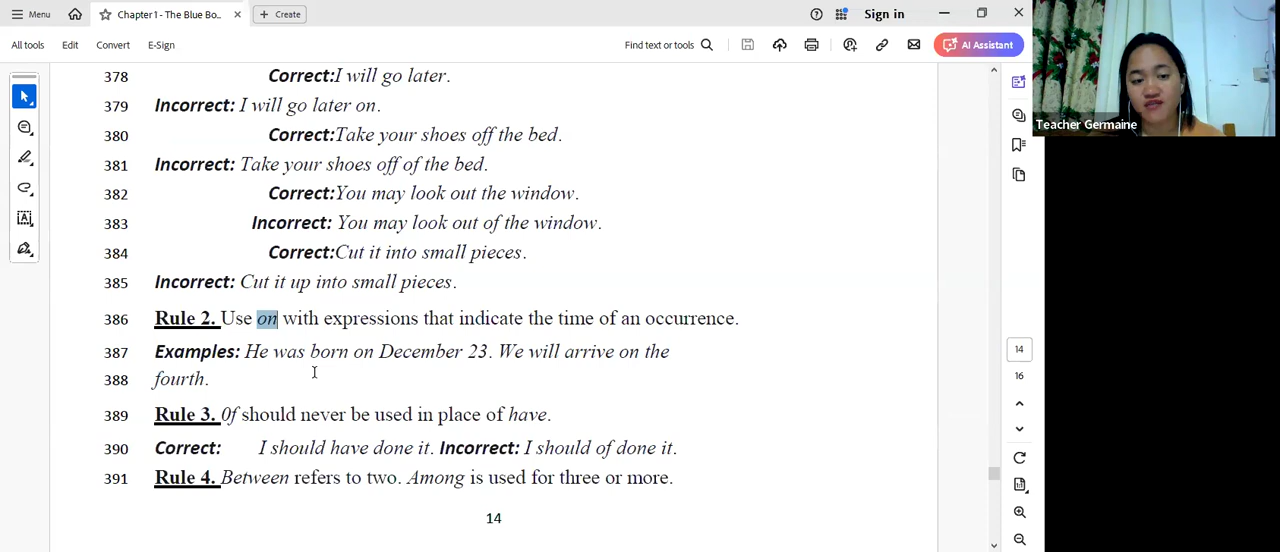 Menu
Chapter 1 - The Blue Bo...
Create
Sign in
All tools
Edit
Convert
E-Sign
Find text or tools
AI Assistant
378 Correct:I will go later.
379 Incorrect: I will go later on.
380 Correct:Take your shoes off the bed.
381 Incorrect: Take your shoes off of the bed.
382 Correct:You may look out the window.
383 Incorrect: You may look out of the window.
384 Correct:Cut it into small pieces.
385 Incorrect: Cut it up into small pieces.
386 Rule 2. Use on with expressions that indicate the time of an occurrence.
387 Examples: He was born on December 23. We will arrive on the
388 fourth.
389 Rule 3. 0f should never be used in place of have.
390 Correct: I should have done it. Incorrect: I should of done it.
391 Rule 4. Between refers to two. Among is used for three or more.
14
14
16
Teacher Germaine